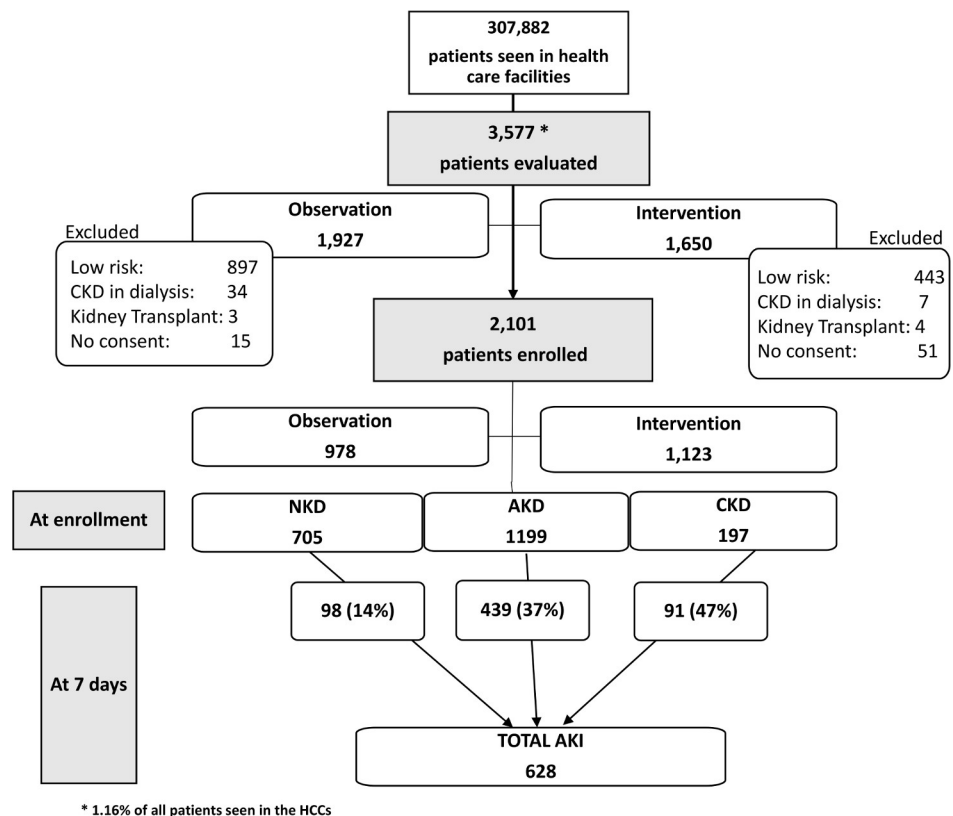 307,882
patients seen in health
care facilities
3,577 *
patients evaluated
Observation
1,927
Intervention
1,650
Excluded
Low risk: 897
CKD in dialysis: 34
Kidney Transplant: 3
No consent: 15
Excluded
Low risk: 443
CKD in dialysis: 7
Kidney Transplant: 4
No consent: 51
2,101
patients enrolled
Observation
978
Intervention
1,123
At enrollment
NKD
705
AKD
1199
CKD
197
At 7 days
98 (14%)
439 (37%)
91 (47%)
TOTAL AKI
628
* 1.16% of all patients seen in the HCCs